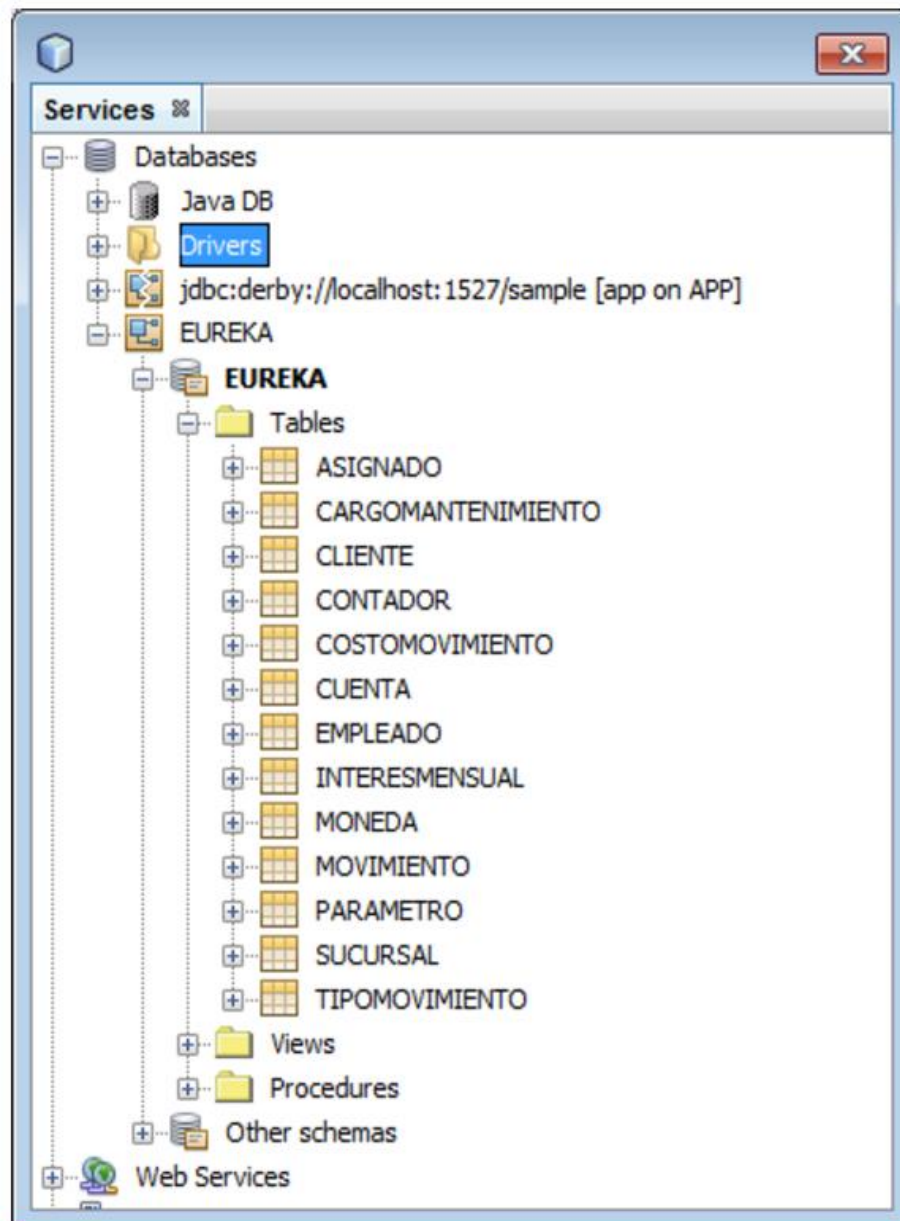 Services
Databases
Java DB
Drivers
jdbc:derby://localhost:1527/sample [app on APP]
EUREKA
EUREKA
Tables
ASIGNADO
CARGOMANTENIMIENTO
CLIENTE
CONTADOR
COSTOMOVIMIENTO
CUENTA
EMPLEADO
INTERESMENSUAL
MONEDA
MOVIMIENTO
PARAMETRO
SUCURSAL
TIPOMOVIMIENTO
Views
Procedures
Other schemas
Web Services